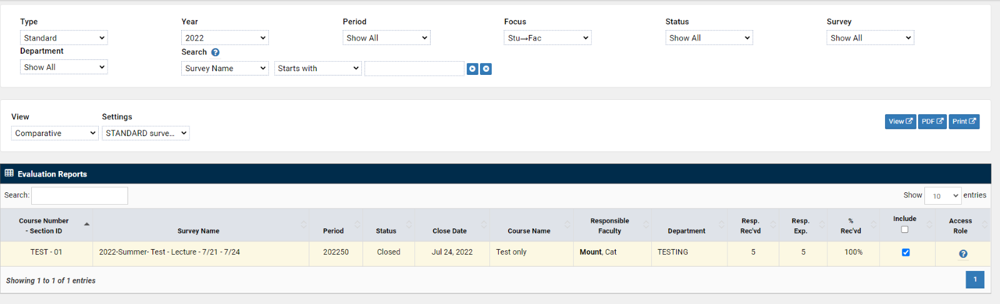 Type Year Period Focus Status Survey
Standard 2022 Show All Stu→Fac Show All Show All
Department Search ?
Show All Survey Name Starts with
View Settings
Comparative STANDARD surve... View PDF Print
Evaluation Reports
Search: Show 10 entries
Course Number - Section ID Survey Name Period Status Close Date Course Name Responsible Faculty Department Resp. Rec'vd Resp. Exp. % Rec'vd Include Access Role
TEST - 01 2022-Summer- Test - Lecture - 7/21 - 7/24 202250 Closed Jul 24, 2022 Test only Mount, Cat TESTING 5 5 100% ?
Showing 1 to 1 of 1 entries 1